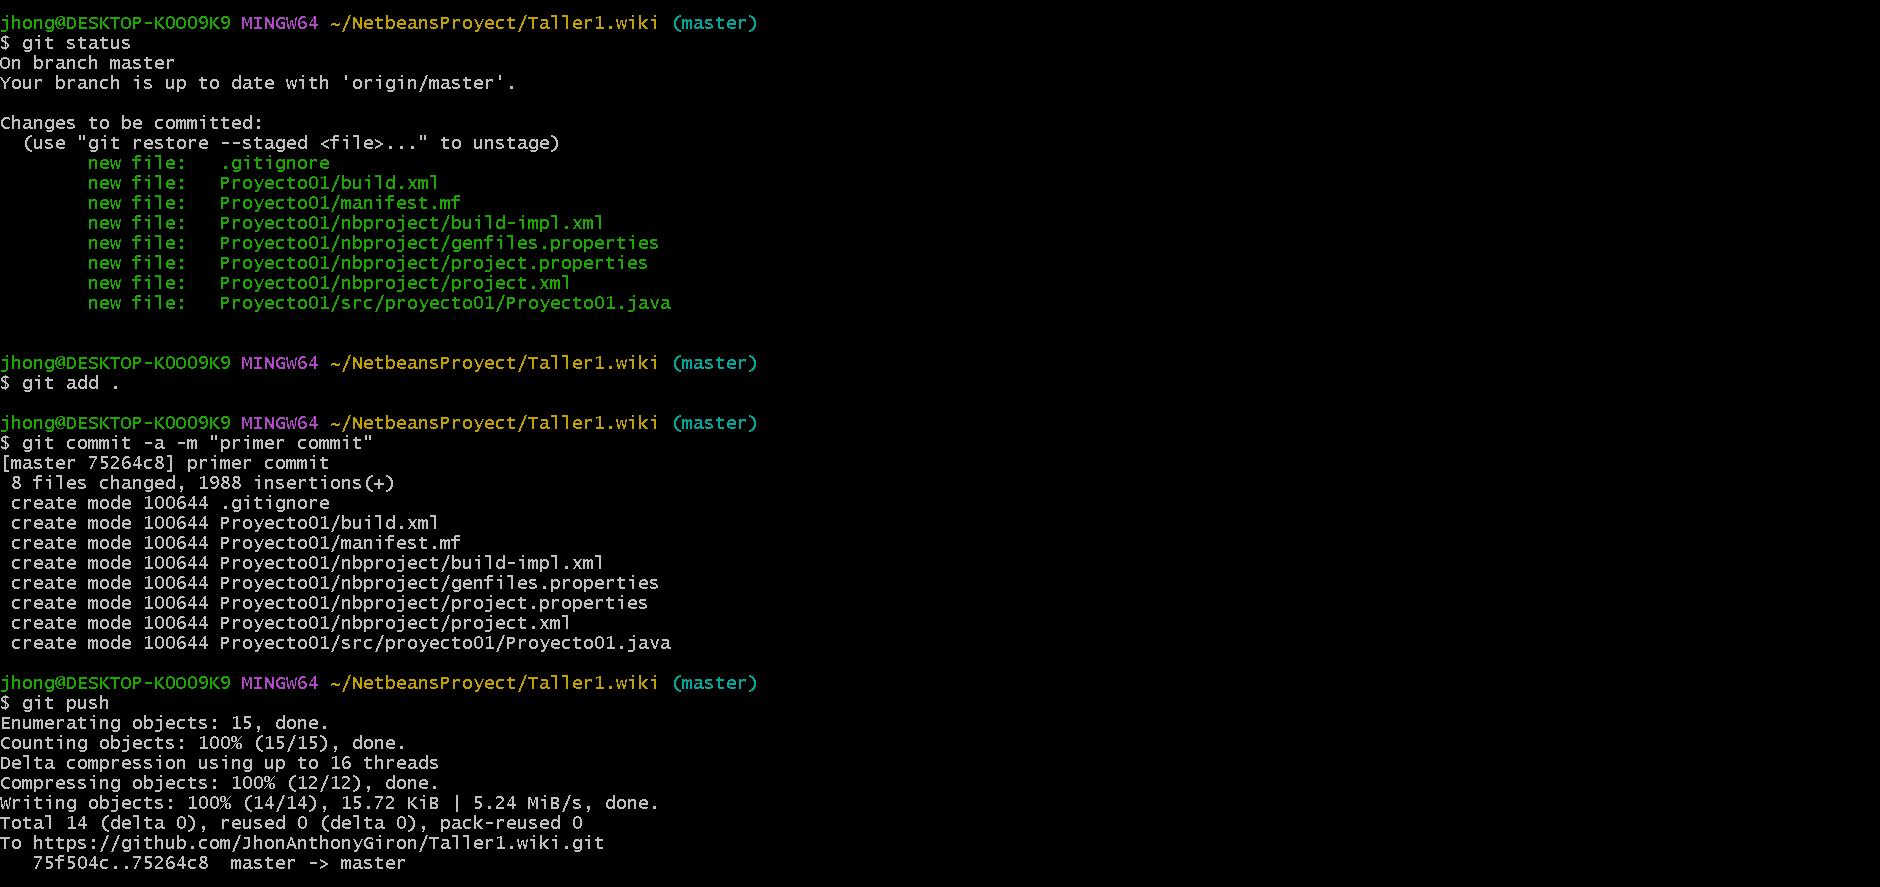 jhong@DESKTOP-KOOO9K9 MINGW64 ~/NetbeansProyect/Taller1.wiki (master)
$ git status
On branch master
Your branch is up to date with 'origin/master'.
Changes to be committed:
(use "git restore --staged <file>..." to unstage)
new file: .gitignore
new file: Proyecto01/build.xml
new file: Proyecto01/manifest.mf
new file: Proyecto01/nbproject/build-impl.xml
new file: Proyecto01/nbproject/genfiles.properties
new file: Proyecto01/nbproject/project.properties
new file: Proyecto01/nbproject/project.xml
new file: Proyecto01/src/proyecto01/Proyecto01.java
jhong@DESKTOP-KOOO9K9 MINGW64 ~/NetbeansProyect/Taller1.wiki (master)
$ git add .
jhong@DESKTOP-KOOO9K9 MINGW64 ~/NetbeansProyect/Taller1.wiki (master)
$ git commit -a -m "primer commit"
[master 75264c8] primer commit
8 files changed, 1988 insertions(+)
create mode 100644 .gitignore
create mode 100644 Proyecto01/build.xml
create mode 100644 Proyecto01/manifest.mf
create mode 100644 Proyecto01/nbproject/build-impl.xml
create mode 100644 Proyecto01/nbproject/genfiles.properties
create mode 100644 Proyecto01/nbproject/project.properties
create mode 100644 Proyecto01/nbproject/project.xml
create mode 100644 Proyecto01/src/proyecto01/Proyecto01.java
jhong@DESKTOP-KOOO9K9 MINGW64 ~/NetbeansProyect/Taller1.wiki (master)
$ git push
Enumerating objects: 15, done.
Counting objects: 100% (15/15), done.
Delta compression using up to 16 threads
Compressing objects: 100% (12/12), done.
Writing objects: 100% (14/14), 15.72 KiB | 5.24 MiB/s, done.
Total 14 (delta 0), reused 0 (delta 0), pack-reused 0
To https://github.com/JhonAnthonyGiron/Taller1.wiki.git
75f504c..75264c8 master -> master